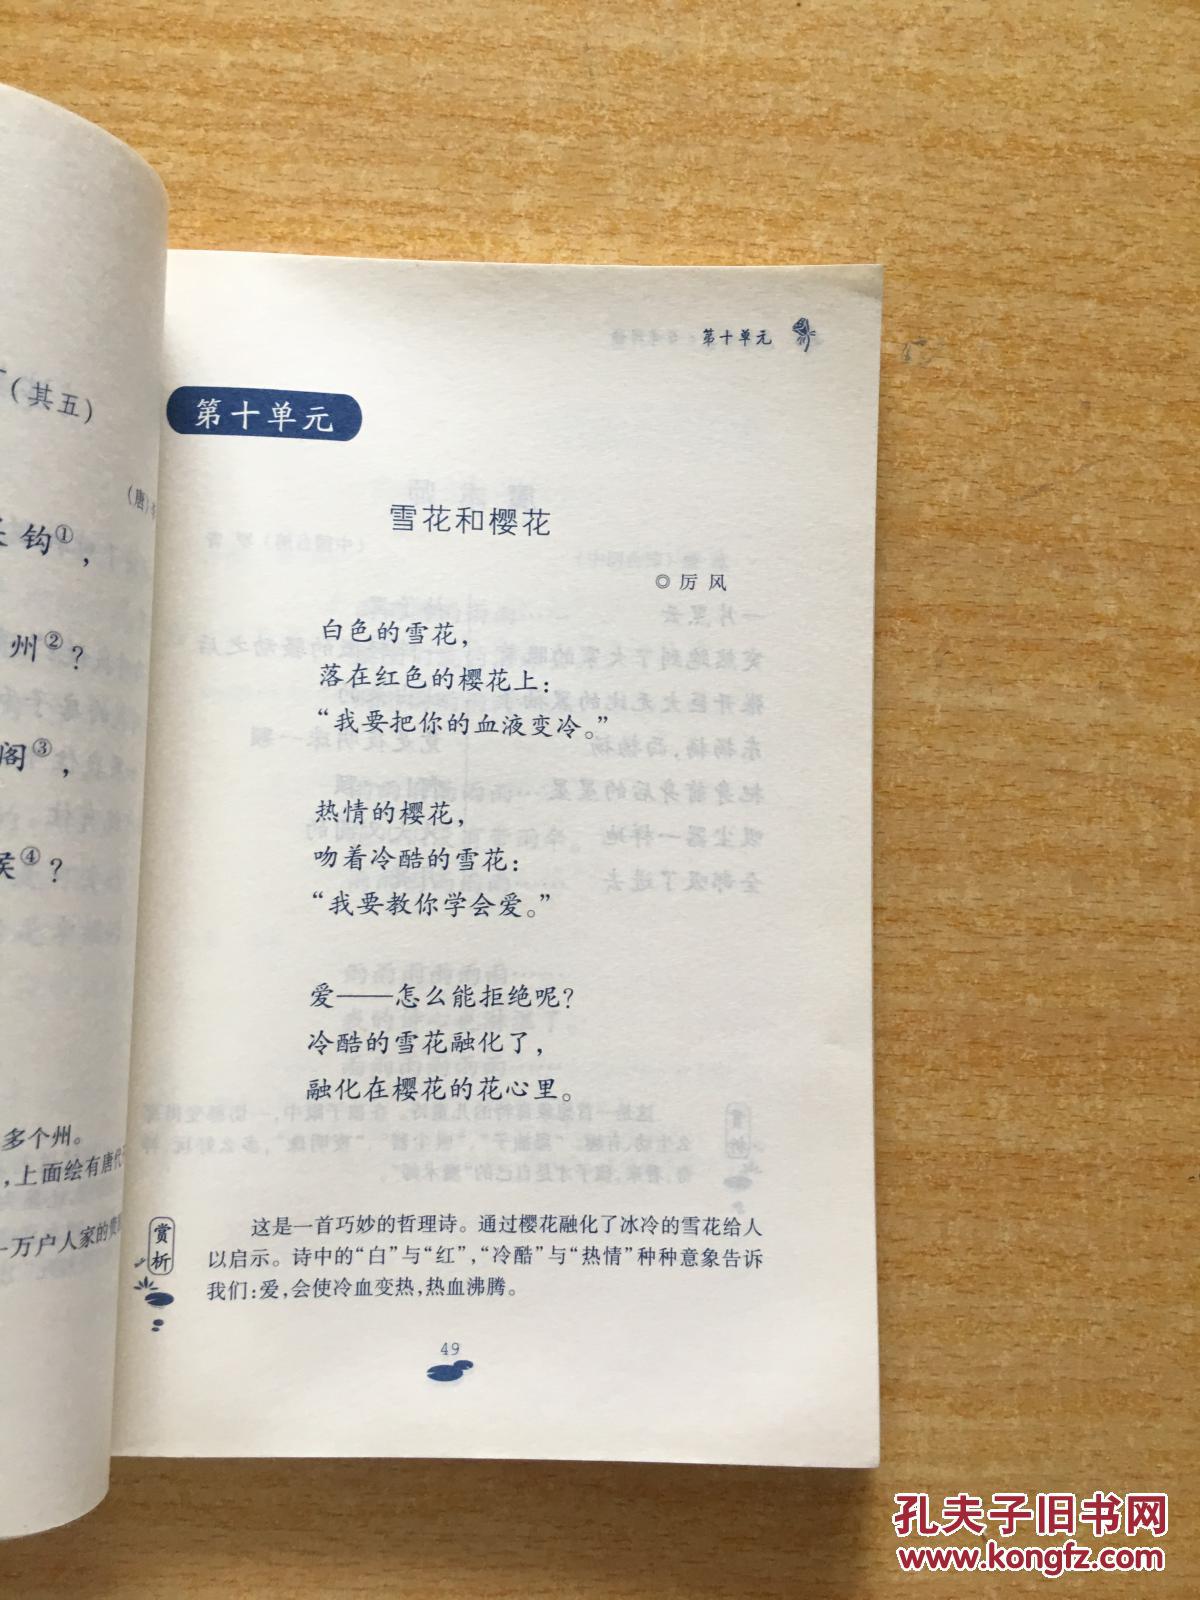 （其五）
（唐）
钩①，
州②？
阁③，
侯④？
多个州。
，上面绘有唐代
一万户人家的
第十单元
第十单元
雪花和樱花
◎厉 风
白色的雪花，
落在红色的樱花上：
“我要把你的血液变冷。”
热情的樱花，
吻着冷酷的雪花：
“我要教你学会爱。”
爱——怎么能拒绝呢？
冷酷的雪花融化了，
融化在樱花的花心里。
赏析
这是一首巧妙的哲理诗。通过樱花融化了冰冷的雪花给人
以启示。诗中的“白”与“红”，“冷酷”与“热情”种种意象告诉
我们：爱，会使冷血变热，热血沸腾。
49
孔夫子旧书网
www.kongfz.com